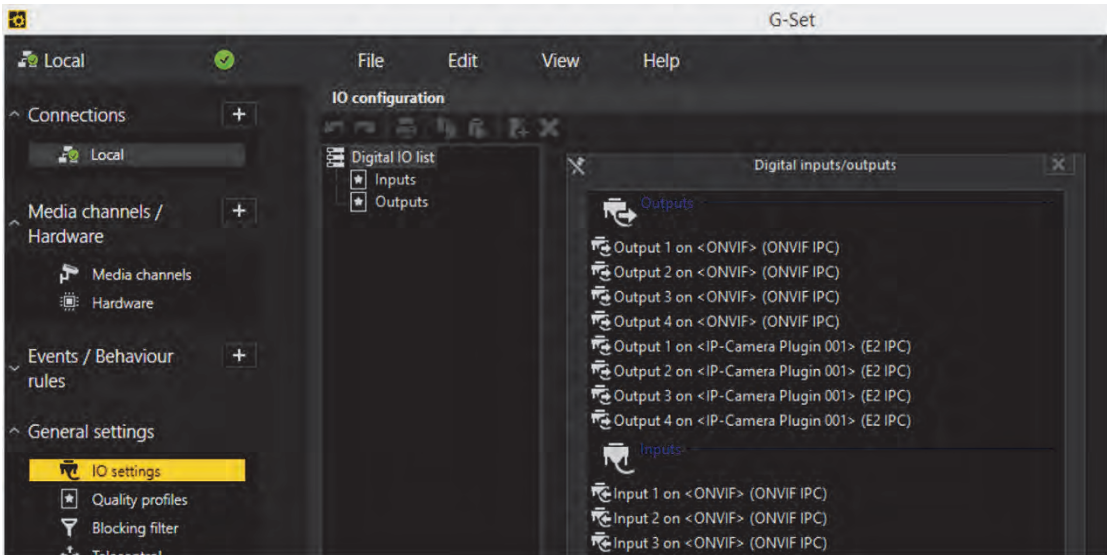 G-Set
Local
File Edit View Help
Connections
Local
Media channels /
Hardware
Media channels
Hardware
Events / Behaviour
rules
General settings
IO settings
Quality profiles
Blocking filter
Telecontrol
IO configuration
Digital IO list
Inputs
Outputs
Digital inputs/outputs
Outputs
Output 1 on <ONVIF> (ONVIF IPC)
Output 2 on <ONVIF> (ONVIF IPC)
Output 3 on <ONVIF> (ONVIF IPC)
Output 4 on <ONVIF> (ONVIF IPC)
Output 1 on <IP-Camera Plugin 001> (E2 IPC)
Output 2 on <IP-Camera Plugin 001> (E2 IPC)
Output 3 on <IP-Camera Plugin 001> (E2 IPC)
Output 4 on <IP-Camera Plugin 001> (E2 IPC)
Inputs
Input 1 on <ONVIF> (ONVIF IPC)
Input 2 on <ONVIF> (ONVIF IPC)
Input 3 on <ONVIF> (ONVIF IPC)